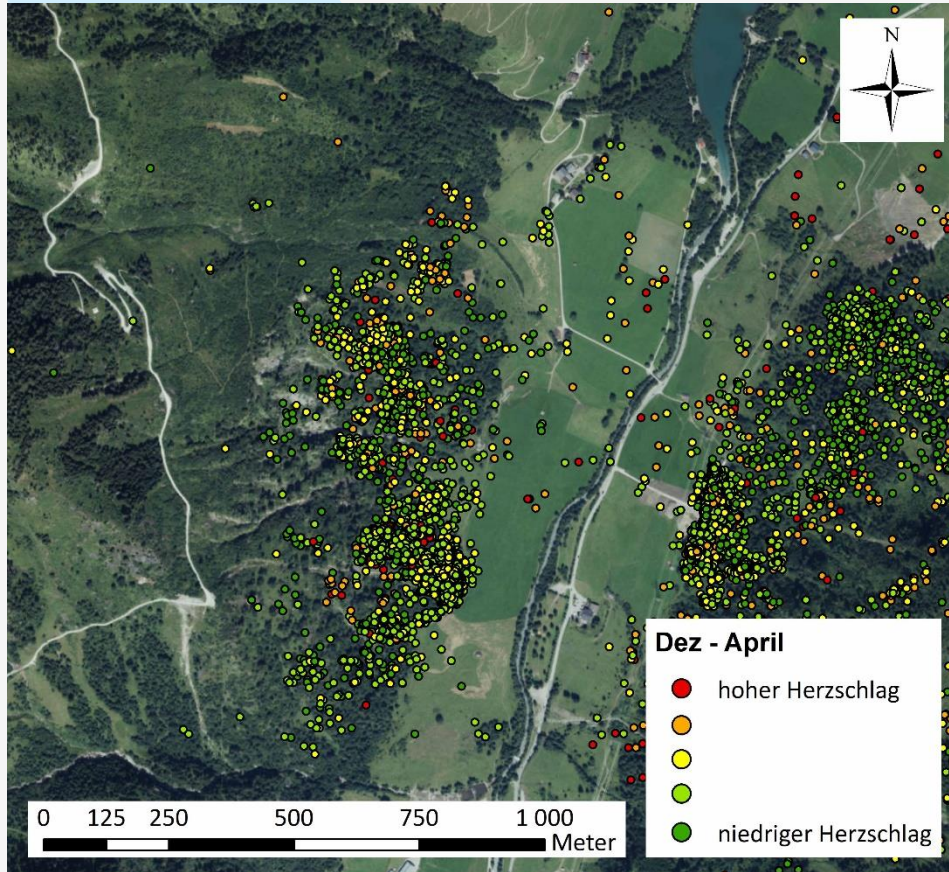 N
Dez - April
hoher Herzschlag
niedriger Herzschlag
0 125 250 500 750 1 000
Meter